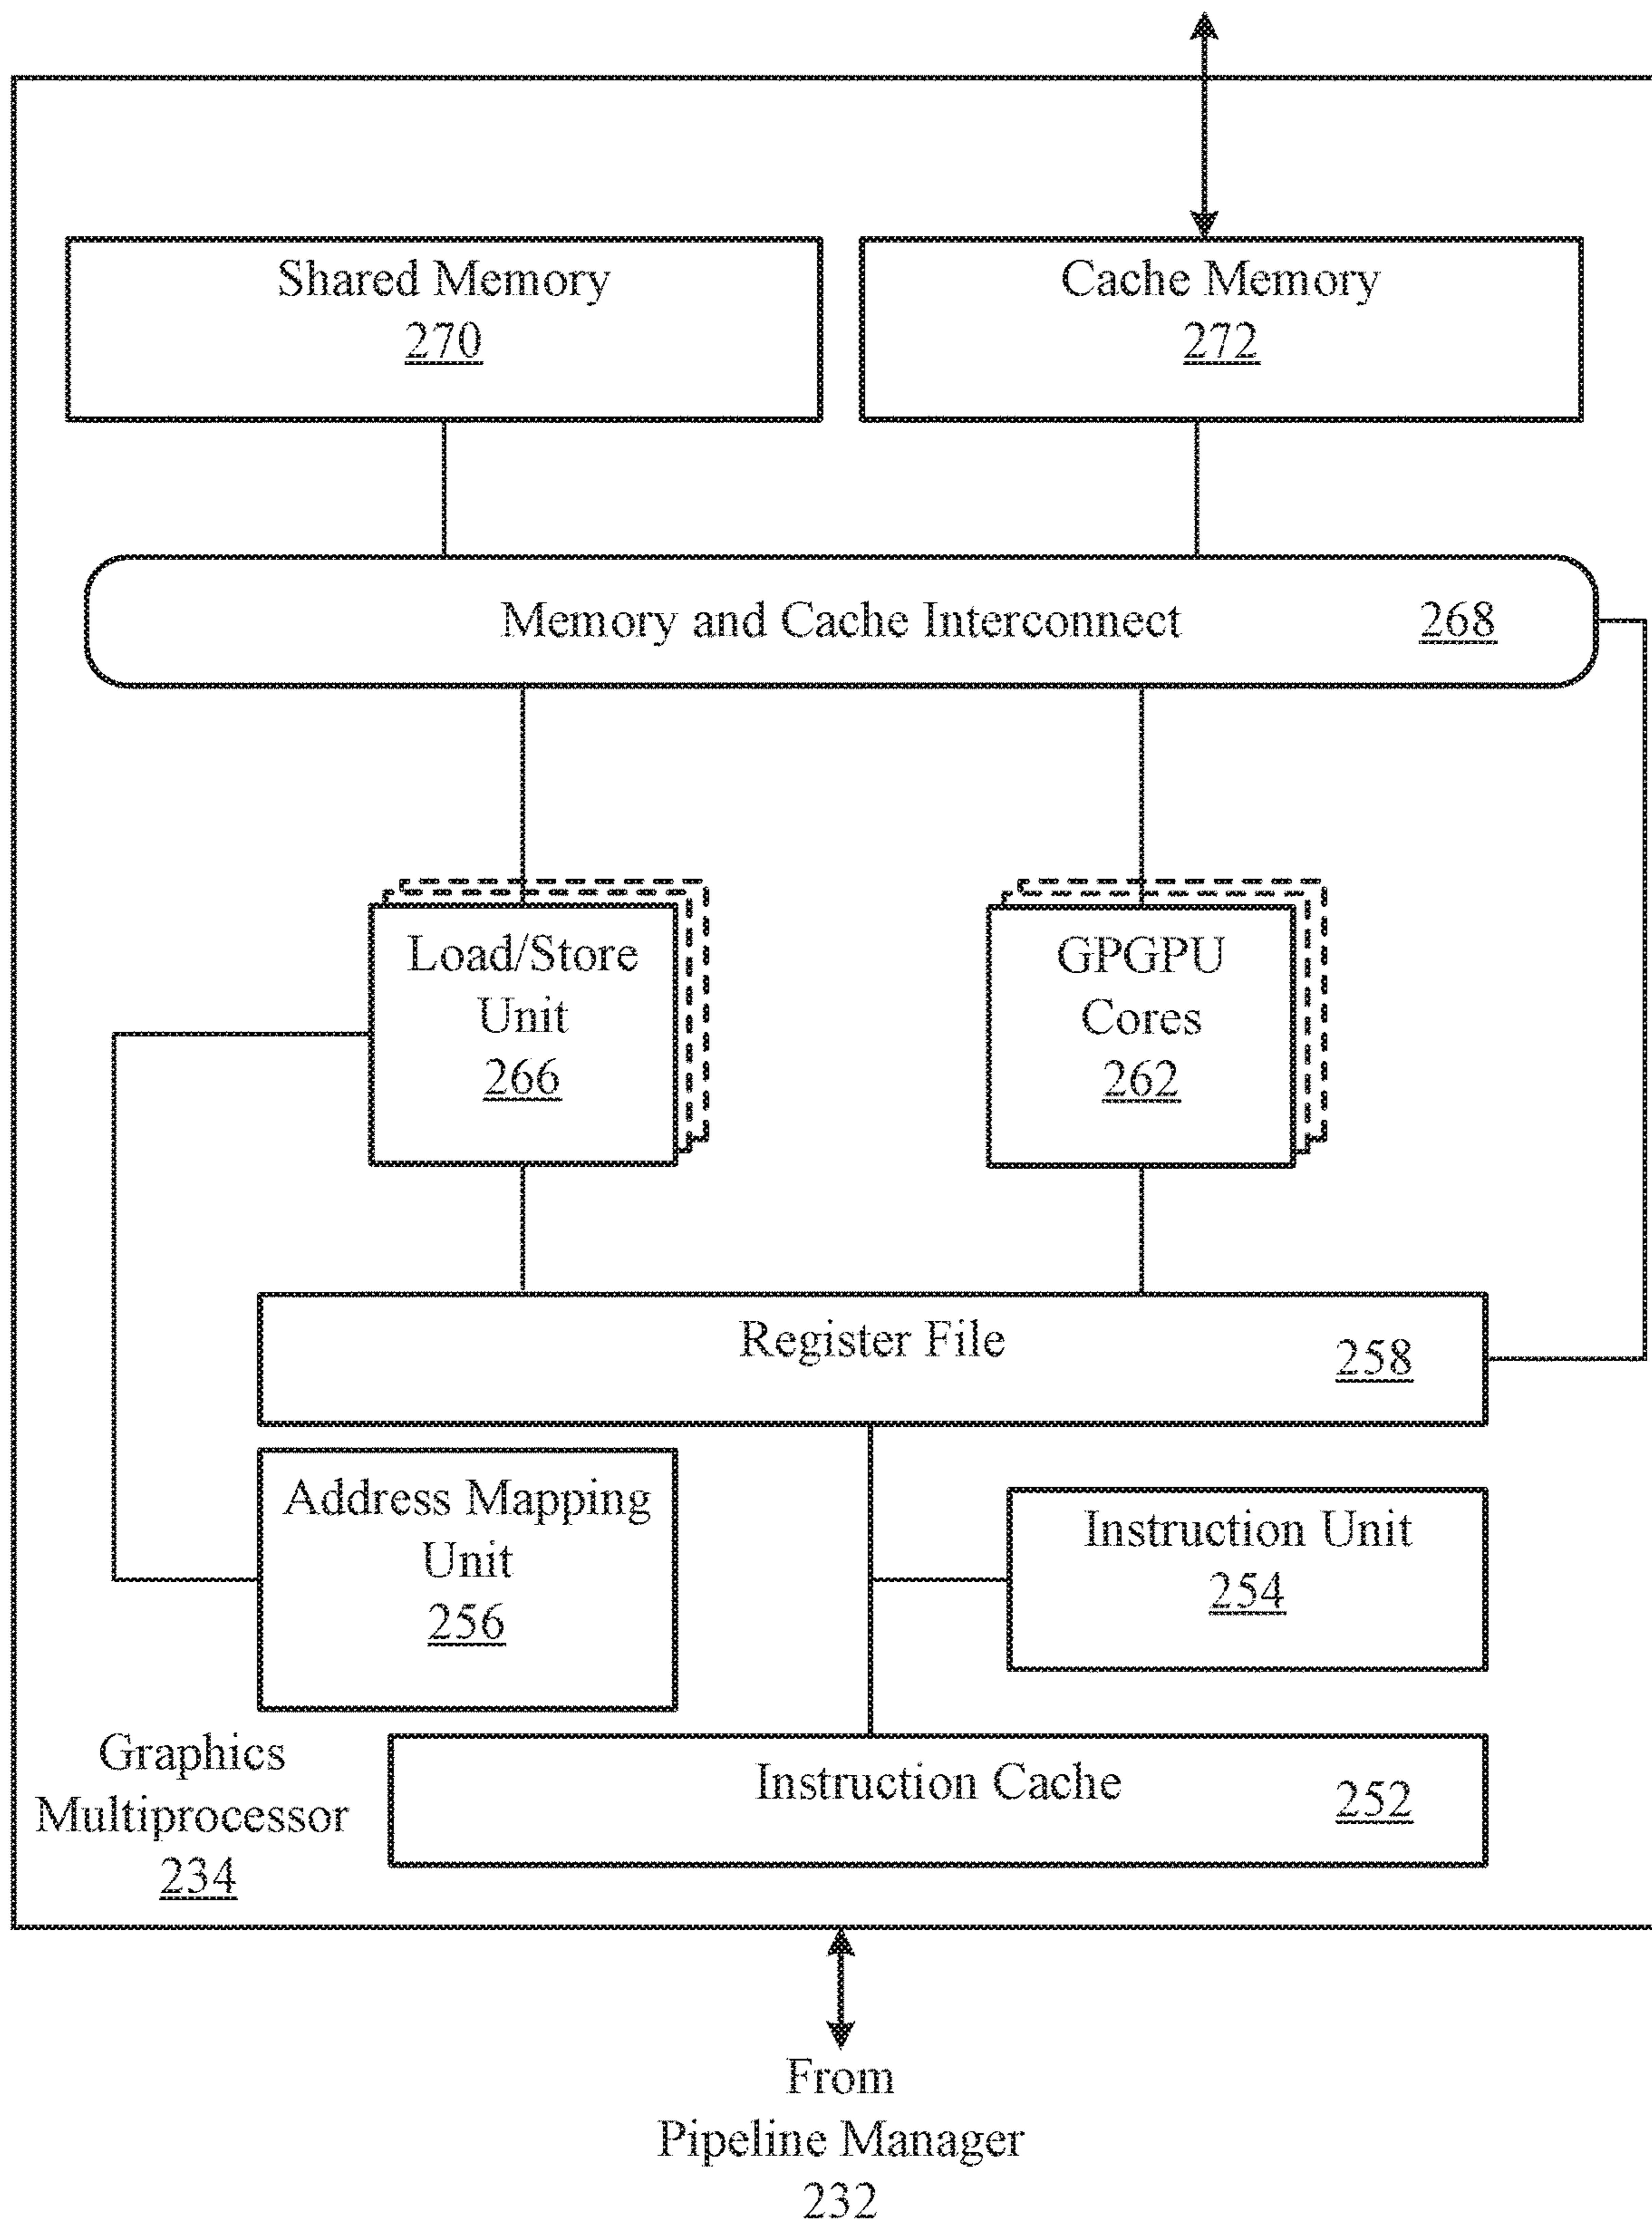 Shared Memory
270
Cache Memory
272
Memory and Cache Interconnect 268
Load/Store
Unit
266
GPGPU
Cores
262
Register File 258
Address Mapping
Unit
256
Instruction Unit
254
Graphics
Multiprocessor
234
Instruction Cache 252
From
Pipeline Manager
232